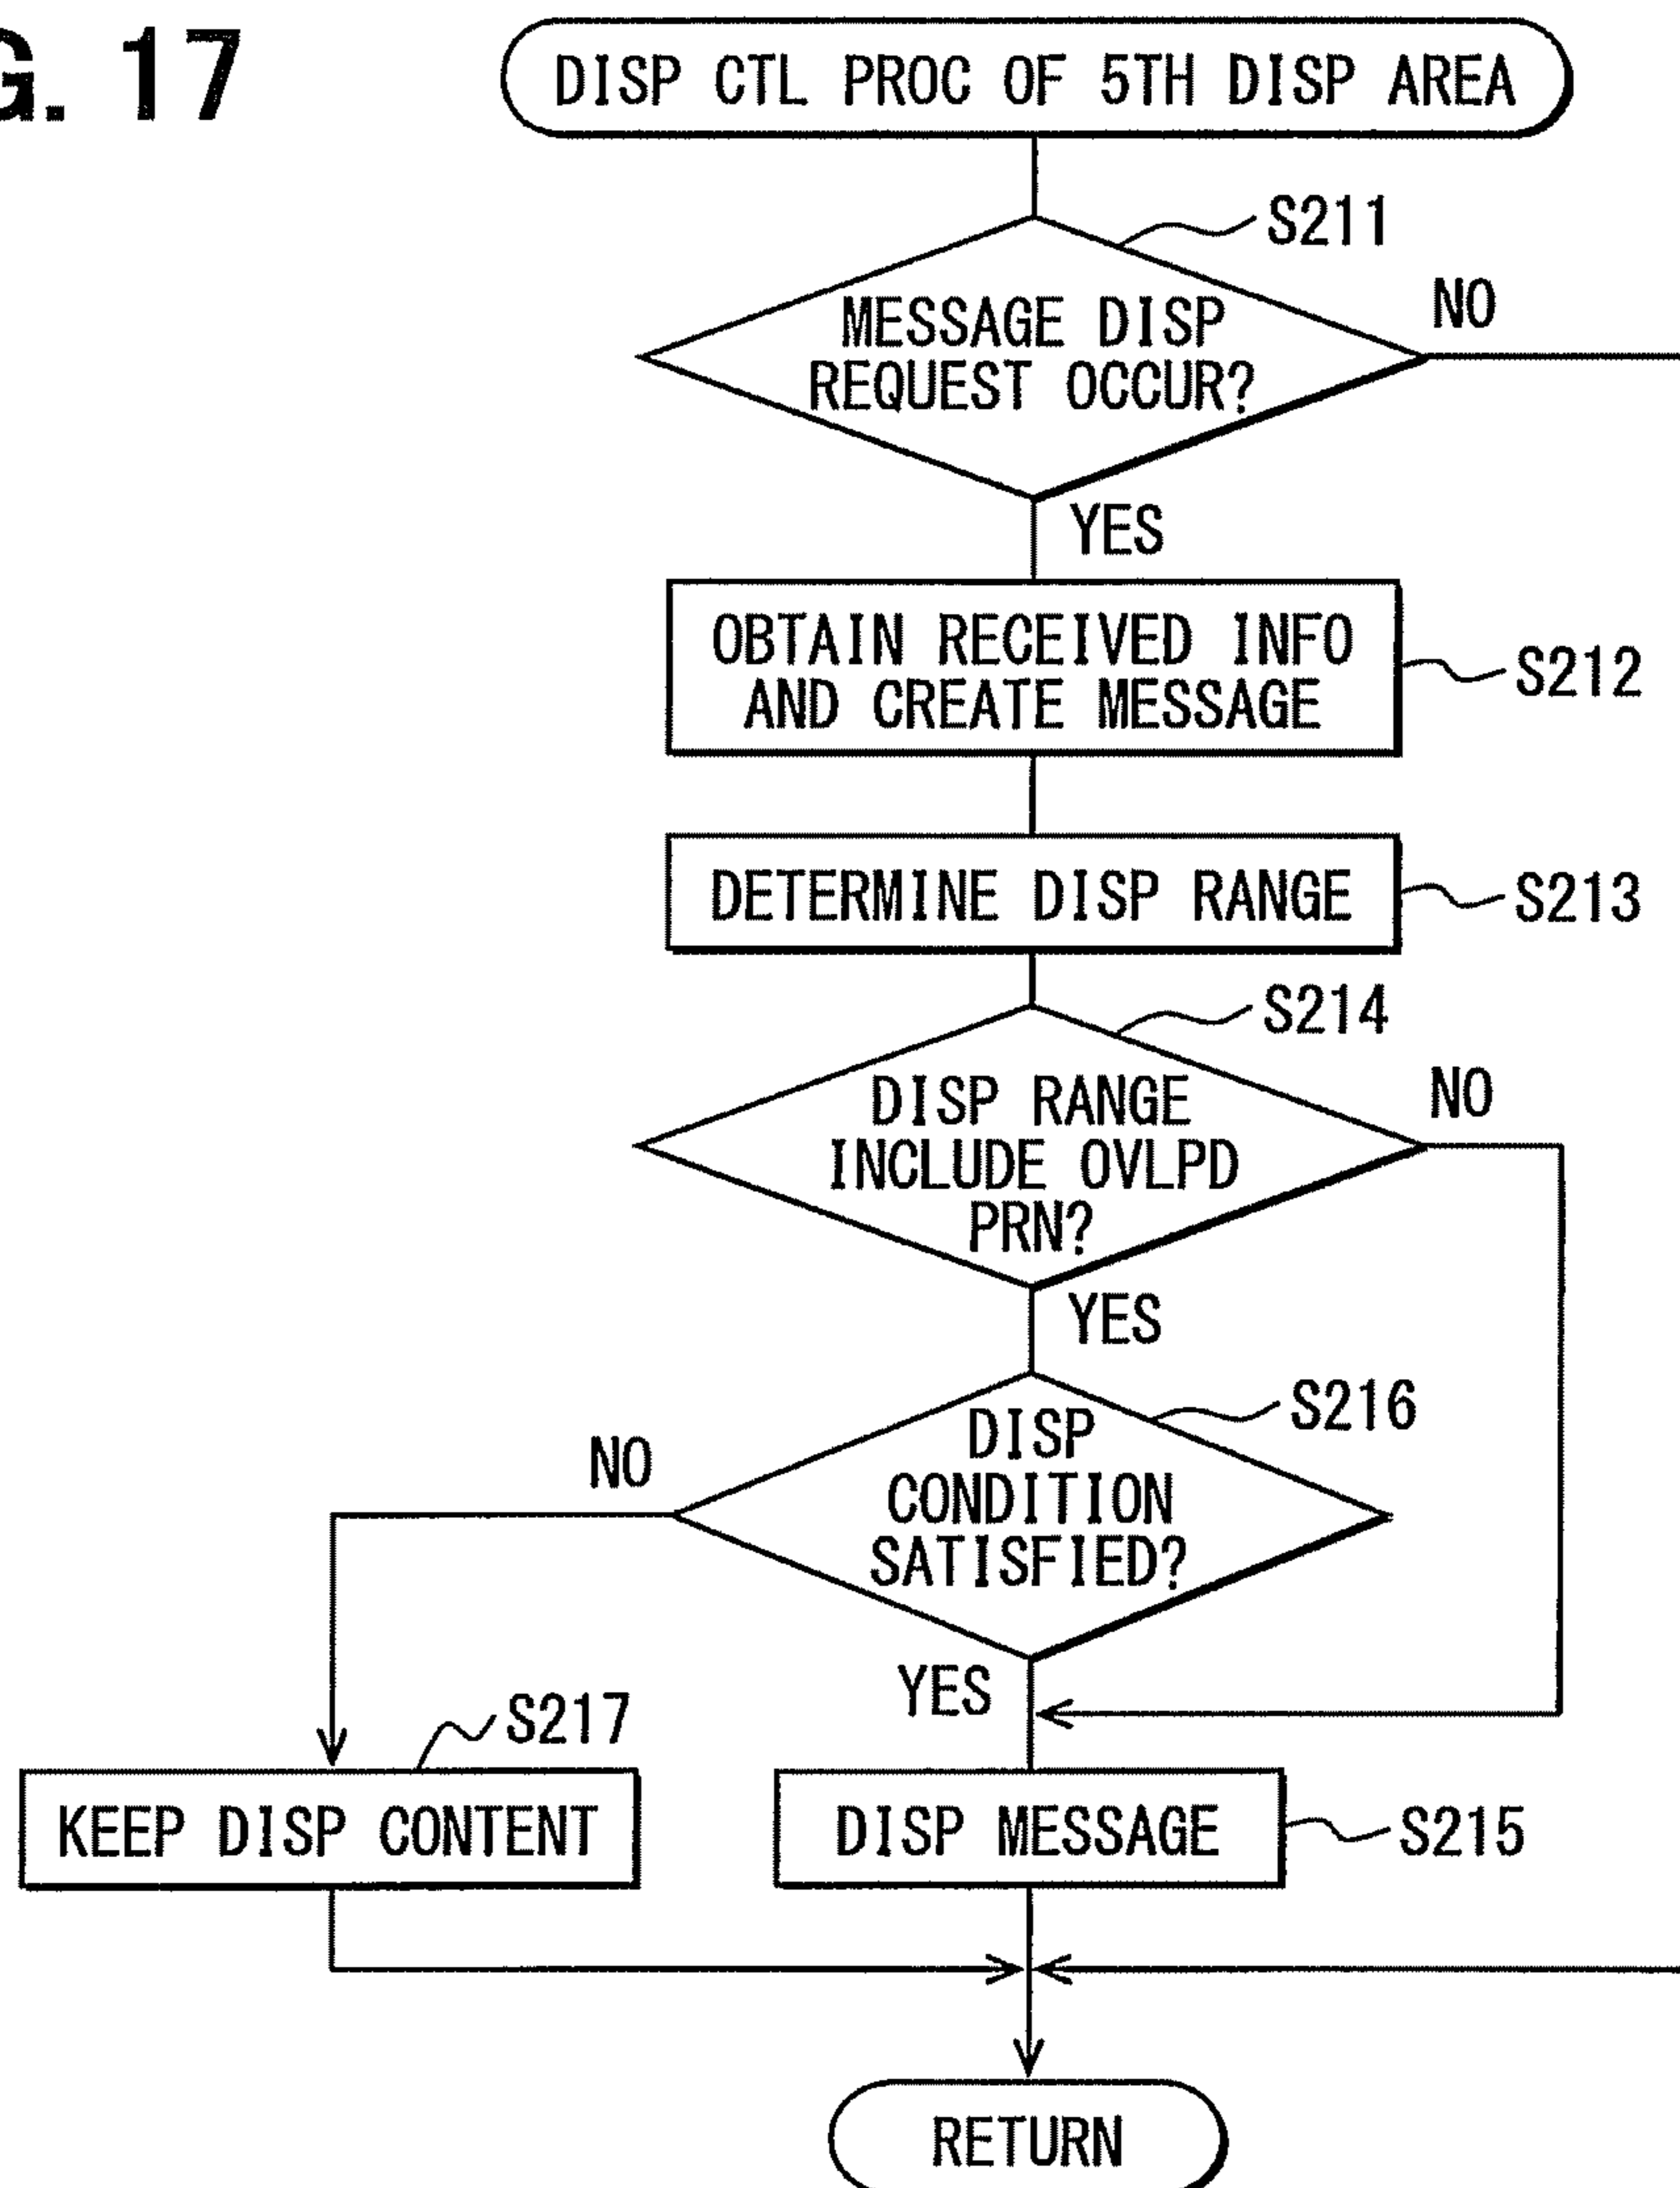 G. 17
DISP CTL PROC OF 5TH DISP AREA
S211
MESSAGE DISP
REQUEST OCCUR?
NO
YES
OBTAIN RECEIVED INFO
AND CREATE MESSAGE
S212
DETERMINE DISP RANGE
S213
S214
DISP RANGE
INCLUDE OVLPD
PRN?
NO
YES
S216
DISP
CONDITION
SATISFIED?
NO
YES
S217
KEEP DISP CONTENT
DISP MESSAGE
S215
RETURN